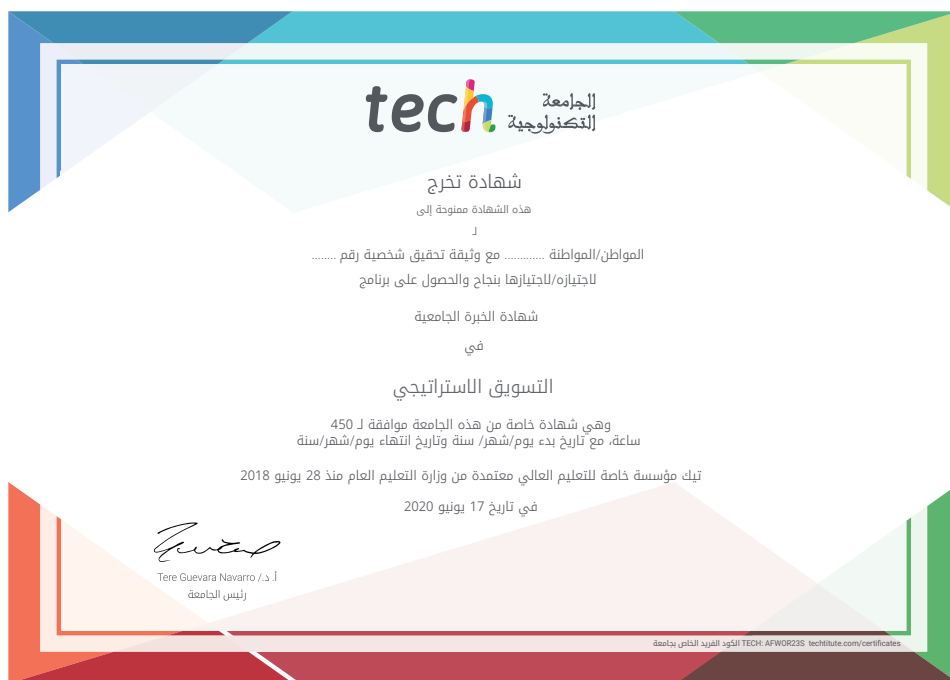 tech الجامعة
التكنولوجية
شهادة تخرج
هذه الشهادة ممنوحة إلى
لـ
المواطن/المواطنة ............. مع وثيقة تحقيق شخصية رقم ........
لاجتيازه/لاجتيازها بنجاح والحصول على برنامج
شهادة الخبرة الجامعية
في
التسويق الاستراتيجي
وهي شهادة خاصة من هذه الجامعة موافقة لـ 450
ساعة، مع تاريخ بدء يوم/شهر/ سنة وتاريخ انتهاء يوم/شهر/سنة
تيك مؤسسة خاصة للتعليم العالي معتمدة من وزارة التعليم العام منذ 28 يونيو 2018
في تاريخ 17 يونيو 2020
أ. د./ Tere Guevara Navarro
رئيس الجامعة
الكود الفريد الخاص بجامعة TECH: AFWOR23S techtitute.com/certificates